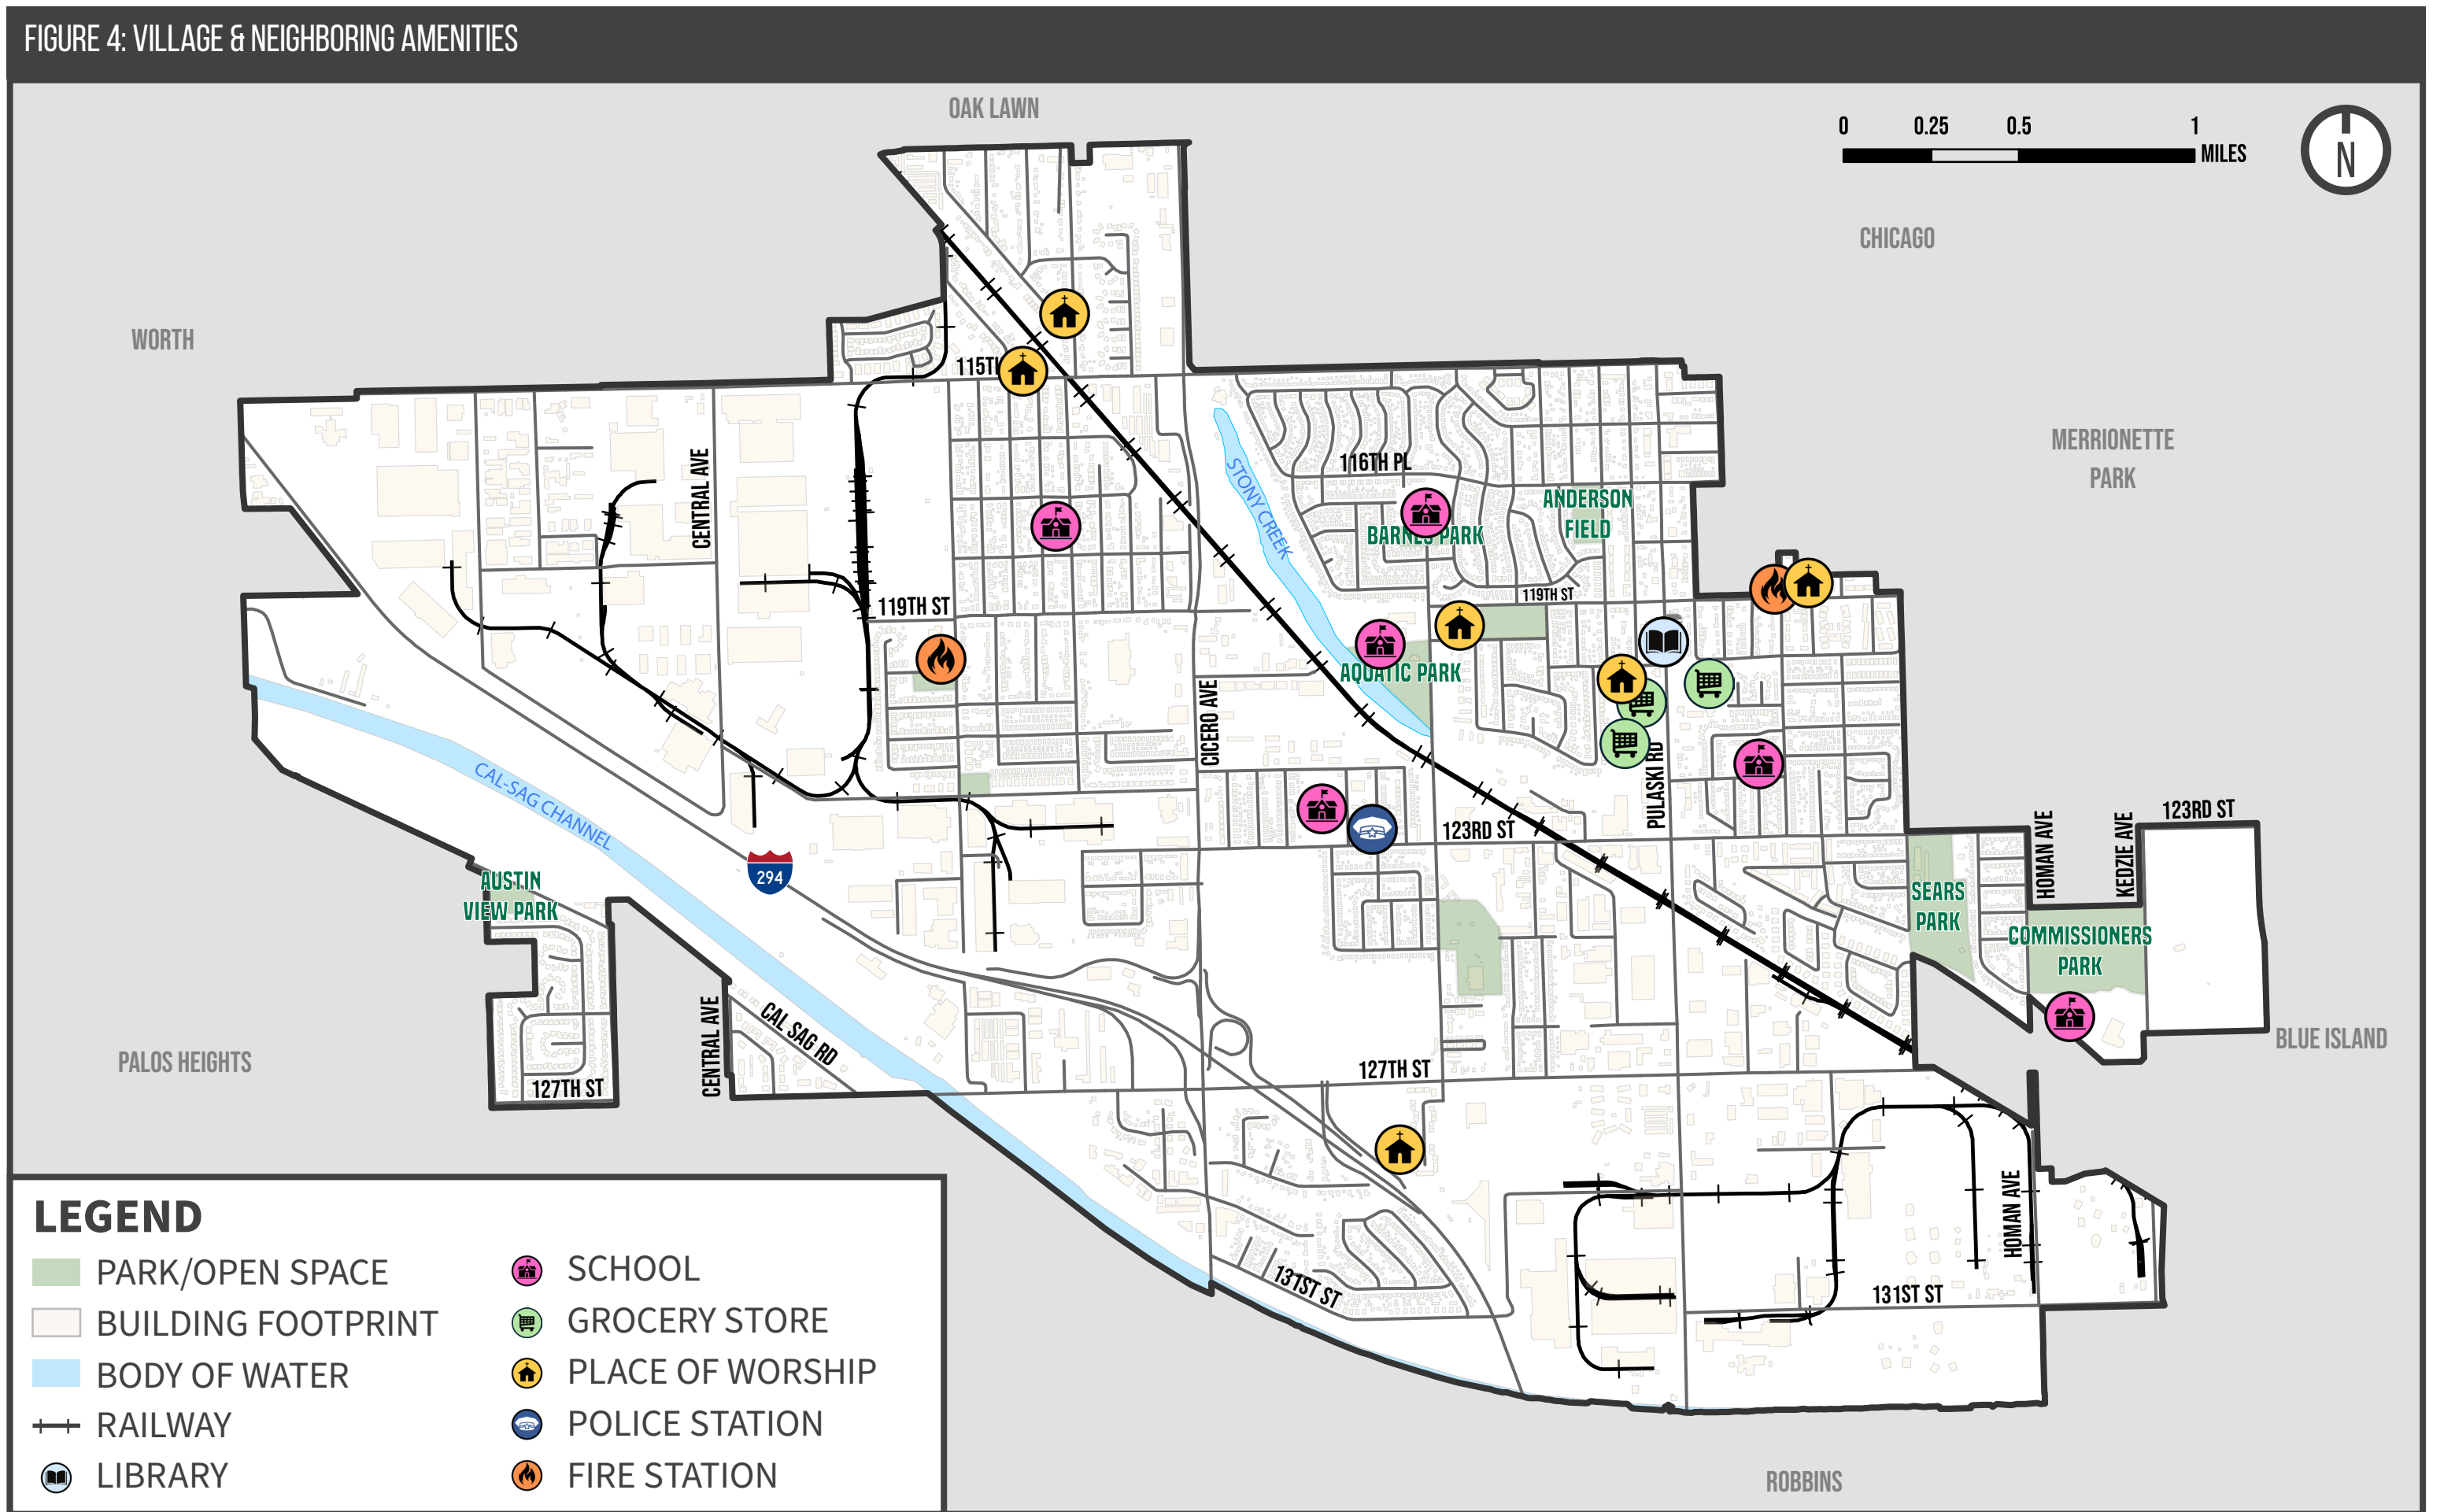 FIGURE 4: VILLAGE & NEIGHBORING AMENITIES
OAK LAWN
0 0.25 0.5 1
MILES
N
CHICAGO
WORTH
MERRIONETTE
PARK
115TH
CENTRAL AVE
STONY CREEK
116TH PL
BARNES PARK
ANDERSON
FIELD
119TH ST
119TH ST
AQUATIC PARK
CICERO AVE
PULASKI RD
CAL-SAG CHANNEL
123RD ST
123RD ST
HOMAN AVE
KEDZIE AVE
294
AUSTIN
VIEW PARK
SEARS
PARK
COMMISSIONERS
PARK
CENTRAL AVE
CAL SAG RD
PALOS HEIGHTS
127TH ST
127TH ST
BLUE ISLAND
HOMAN AVE
131ST ST
131ST ST
ROBBINS
LEGEND
PARK/OPEN SPACE
BUILDING FOOTPRINT
BODY OF WATER
RAILWAY
LIBRARY
SCHOOL
GROCERY STORE
PLACE OF WORSHIP
POLICE STATION
FIRE STATION